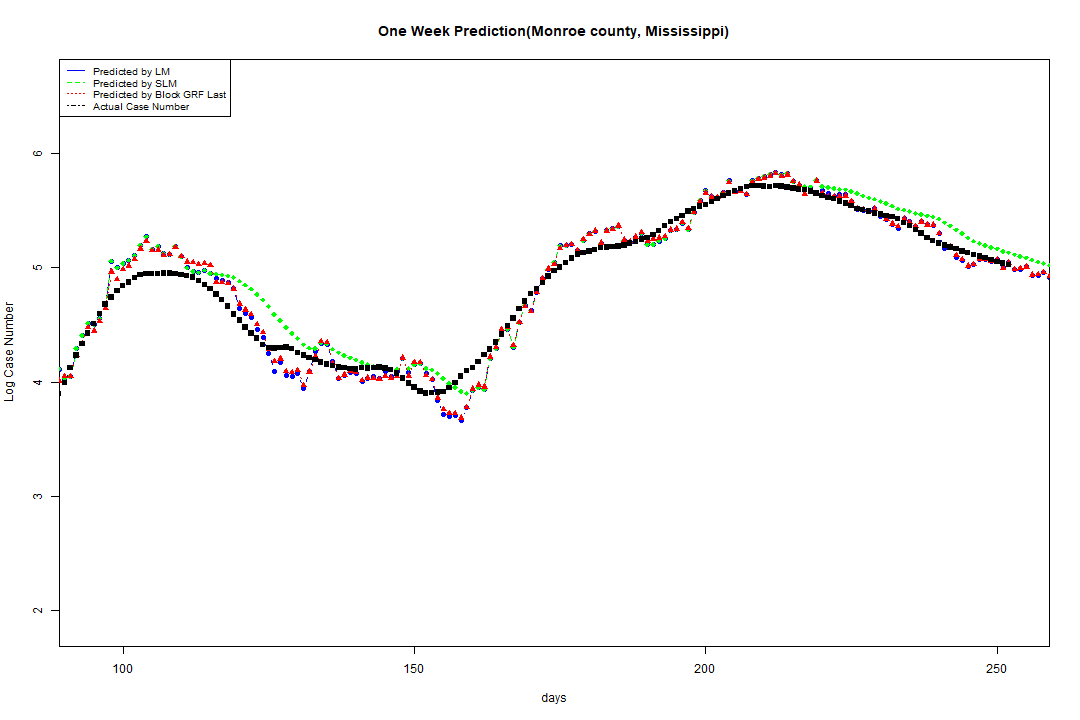 One Week Prediction(Monroe county, Mississippi)
Predicted by LM
Predicted by SLM
Predicted by Block GRF Last
Actual Case Number
6
5
4
3
2
Log Case Number
100
150
200
250
days